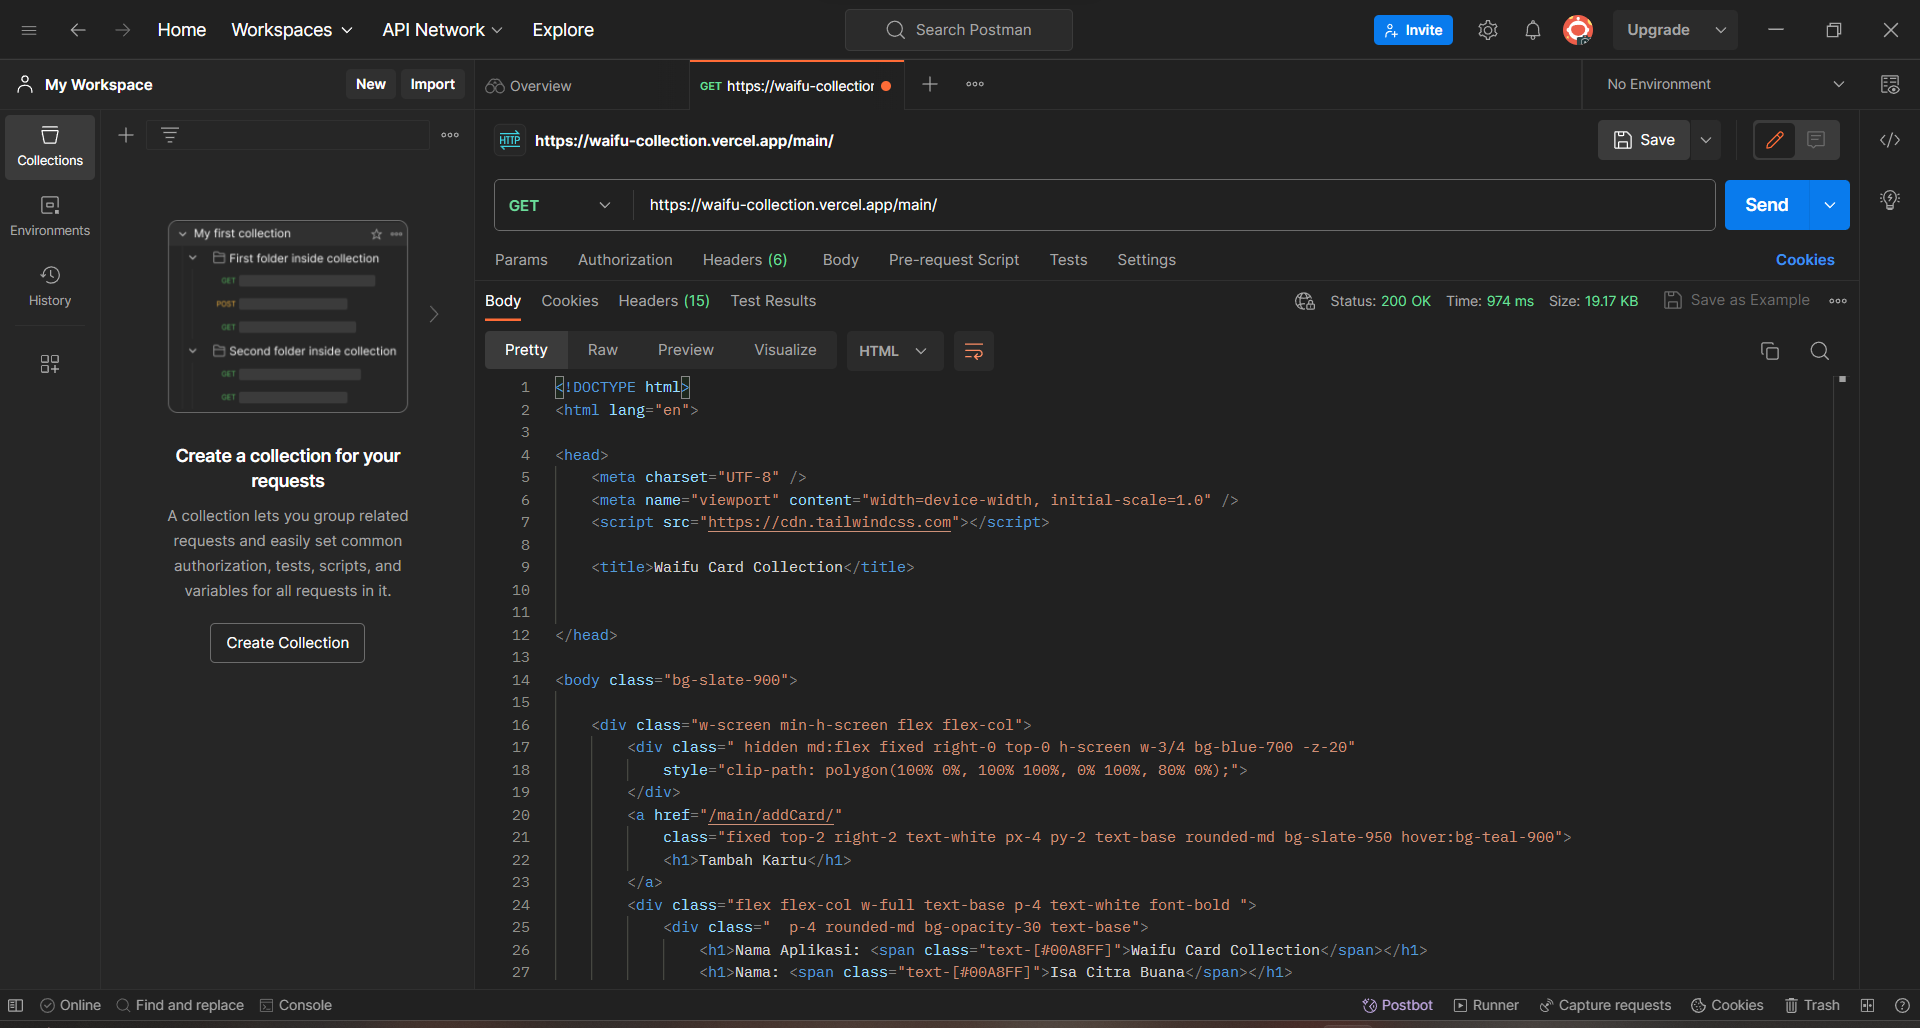 Home Workspaces API Network Explore Search Postman Invite Upgrade
My Workspace New Import Overview GET https://waifu-collection No Environment
Collections
Environments
History
My first collection
First folder inside collection
GET
POST
GET
Second folder inside collection
GET
GET
Create a collection for your
requests
A collection lets you group related
requests and easily set common
authorization, tests, scripts, and
variables for all requests in it.
Create Collection
HTTP https://waifu-collection.vercel.app/main/ Save
GET https://waifu-collection.vercel.app/main/ Send
Params Authorization Headers (6) Body Pre-request Script Tests Settings Cookies
Body Cookies Headers (15) Test Results Status: 200 OK Time: 974 ms Size: 19.17 KB Save as Example
Pretty Raw Preview Visualize HTML
1 <!DOCTYPE html>
2 <html lang="en">
3
4 <head>
5 <meta charset="UTF-8" />
6 <meta name="viewport" content="width=device-width, initial-scale=1.0" />
7 <script src="https://cdn.tailwindcss.com"></script>
8
9 <title>Waifu Card Collection</title>
10
11
12 </head>
13
14 <body class="bg-slate-900">
15
16 <div class="w-screen min-h-screen flex flex-col">
17 <div class=" hidden md:flex fixed right-0 top-0 h-screen w-3/4 bg-blue-700 -z-20"
18 style="clip-path: polygon(100% 0%, 100% 100%, 0% 100%, 80% 0%);">
19 </div>
20 <a href="/main/addCard/"
21 class="fixed top-2 right-2 text-white px-4 py-2 text-base rounded-md bg-slate-950 hover:bg-teal-900">
22 <h1>Tambah Kartu</h1>
23 </a>
24 <div class="flex flex-col w-full text-base p-4 text-white font-bold ">
25 <div class="  p-4 rounded-md bg-opacity-30 text-base">
26 <h1>Nama Aplikasi: <span class="text-[#00A8FF]">Waifu Card Collection</span></h1>
27 <h1>Nama: <span class="text-[#00A8FF]">Isa Citra Buana</span></h1>
Online Find and replace Console Postbot Runner Capture requests Cookies Trash